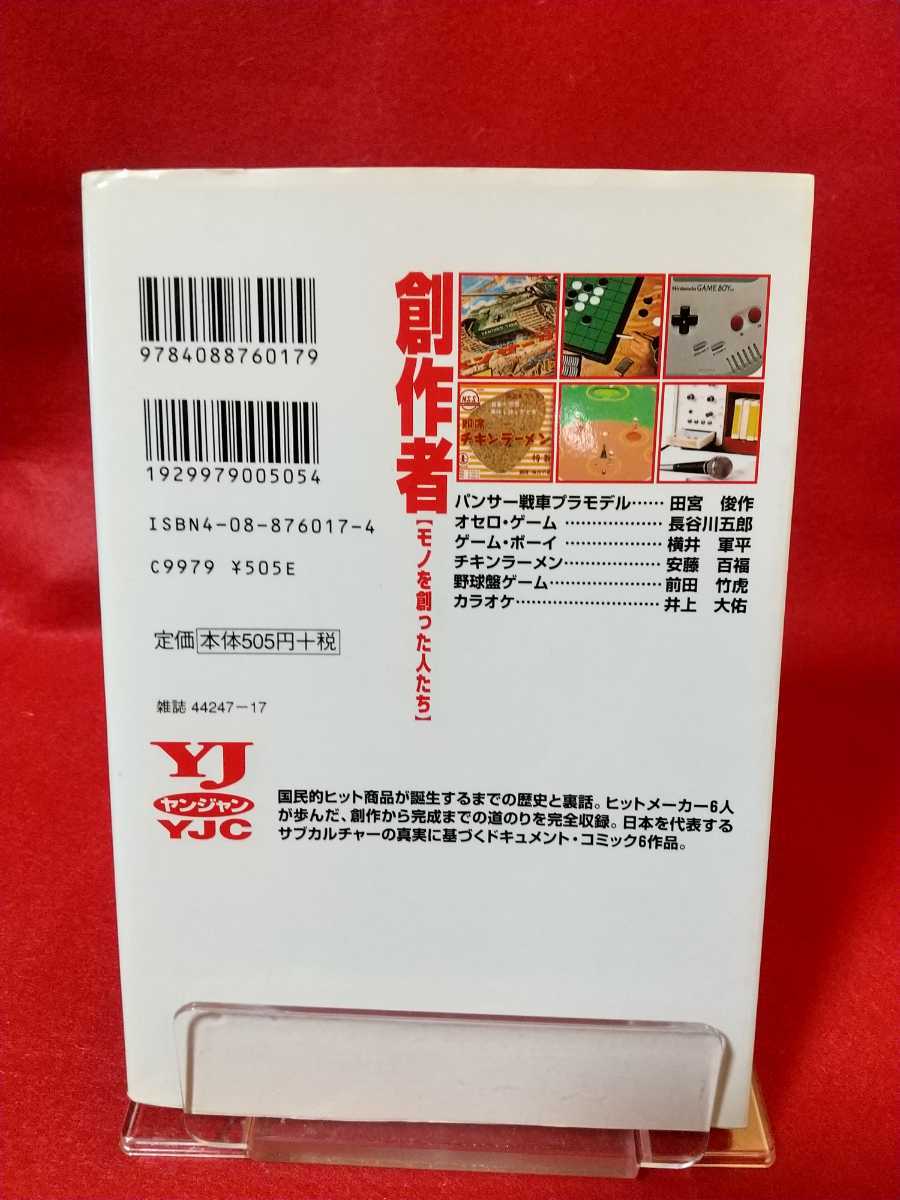 9784088760179
1929979005054
ISBN4-08-876017-4
C9979 ¥505E
定価 本体505円+税
雑誌 44247-17
YJ
ヤンジャン
YJC
創作者
【モノを創った人たち】
Nintendo GAME BOY
即席
チキンラーメン
パンサー戦車プラモデル……田宮 俊作
オセロ・ゲーム…………………長谷川五郎
ゲーム・ボーイ…………………横井 軍平
チキンラーメン…………………安藤 百福
野球盤ゲーム……………………前田 竹虎
カラオケ…………………………井上 大佑
国民的ヒット商品が誕生するまでの歴史と裏話。ヒットメーカー6人
が歩んだ、創作から完成までの道のりを完全収録。日本を代表する
サブカルチャーの真実に基づくドキュメント・コミック6作品。